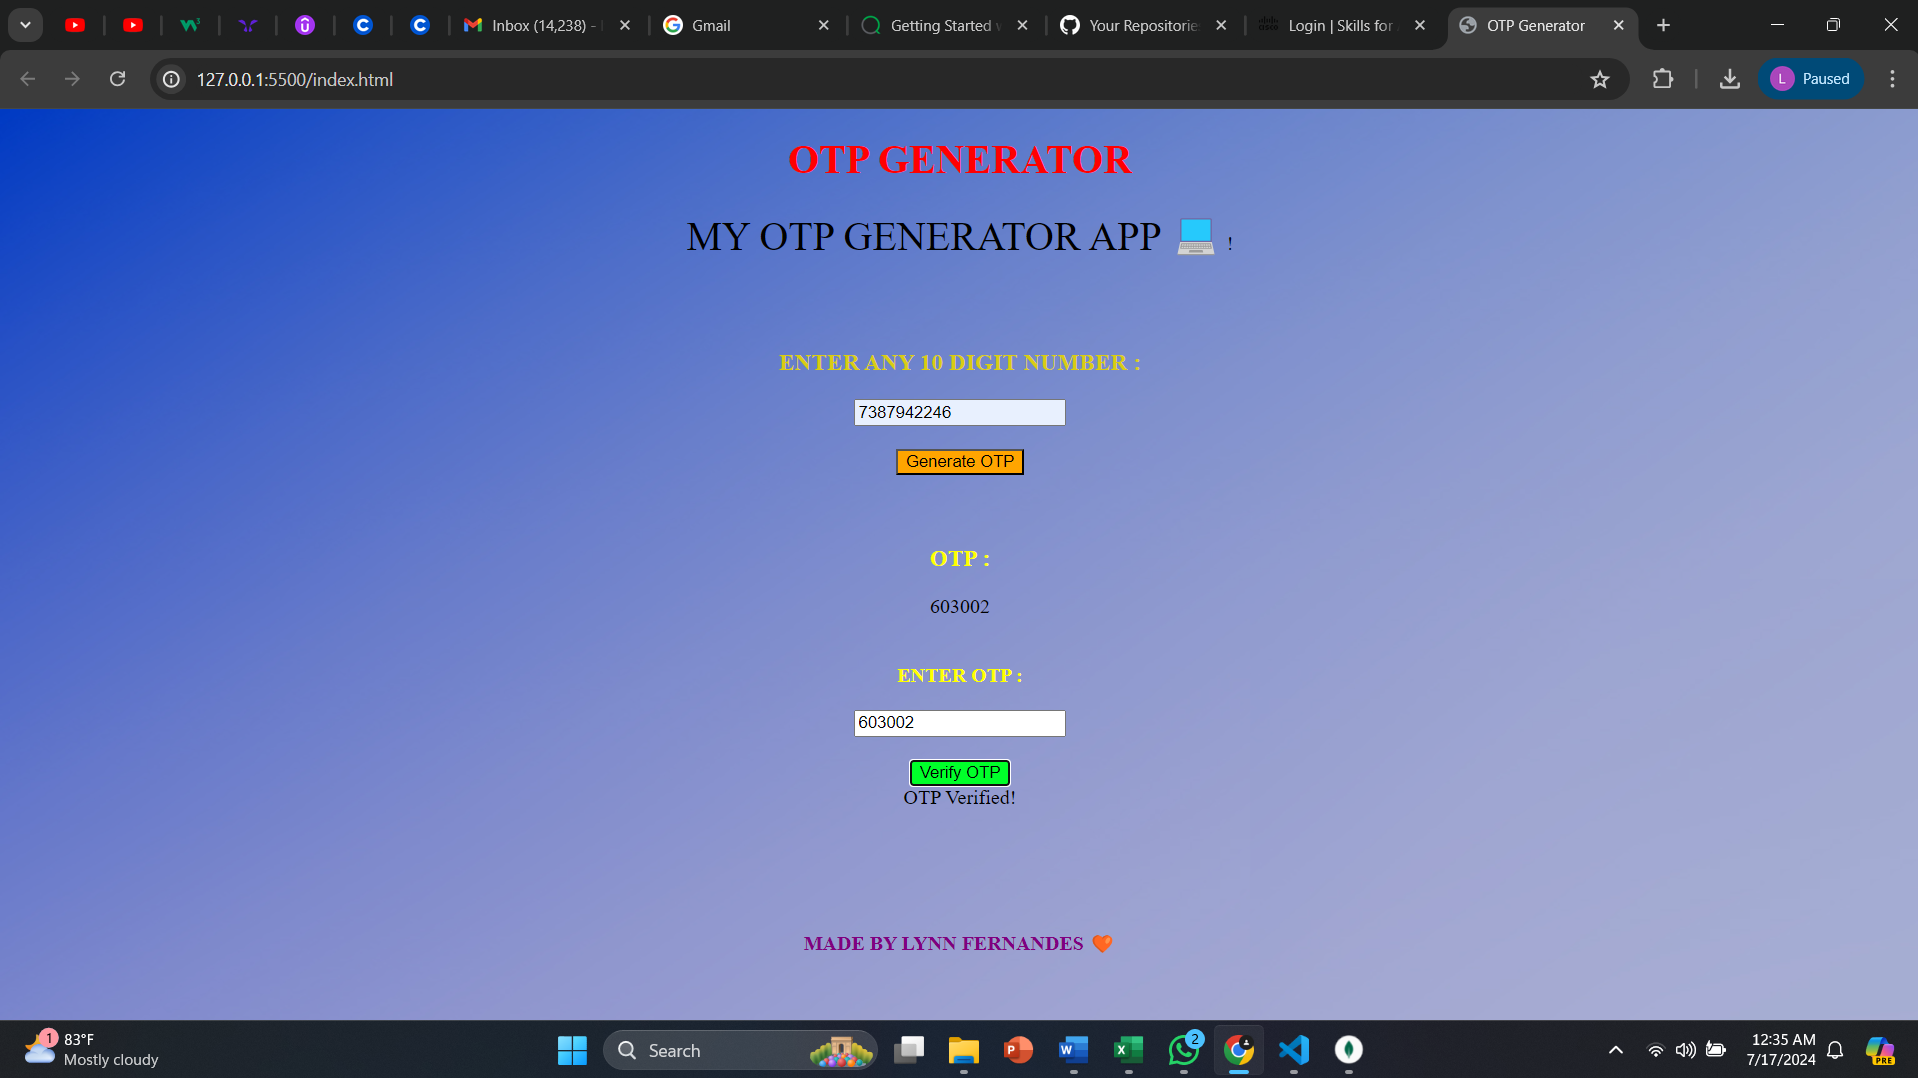 Inbox (14,238) -
Gmail
Getting Started
Your Repositorie
Login | Skills for
OTP Generator
127.0.0.1:5500/index.html
L
Paused
OTP GENERATOR
MY OTP GENERATOR APP 💻 !
ENTER ANY 10 DIGIT NUMBER :
7387942246
Generate OTP
OTP :
603002
ENTER OTP :
603002
Verify OTP
OTP Verified!
MADE BY LYNN FERNANDES 🧡
1
83°F
Mostly cloudy
Search
2
12:35 AM
7/17/2024
PRE